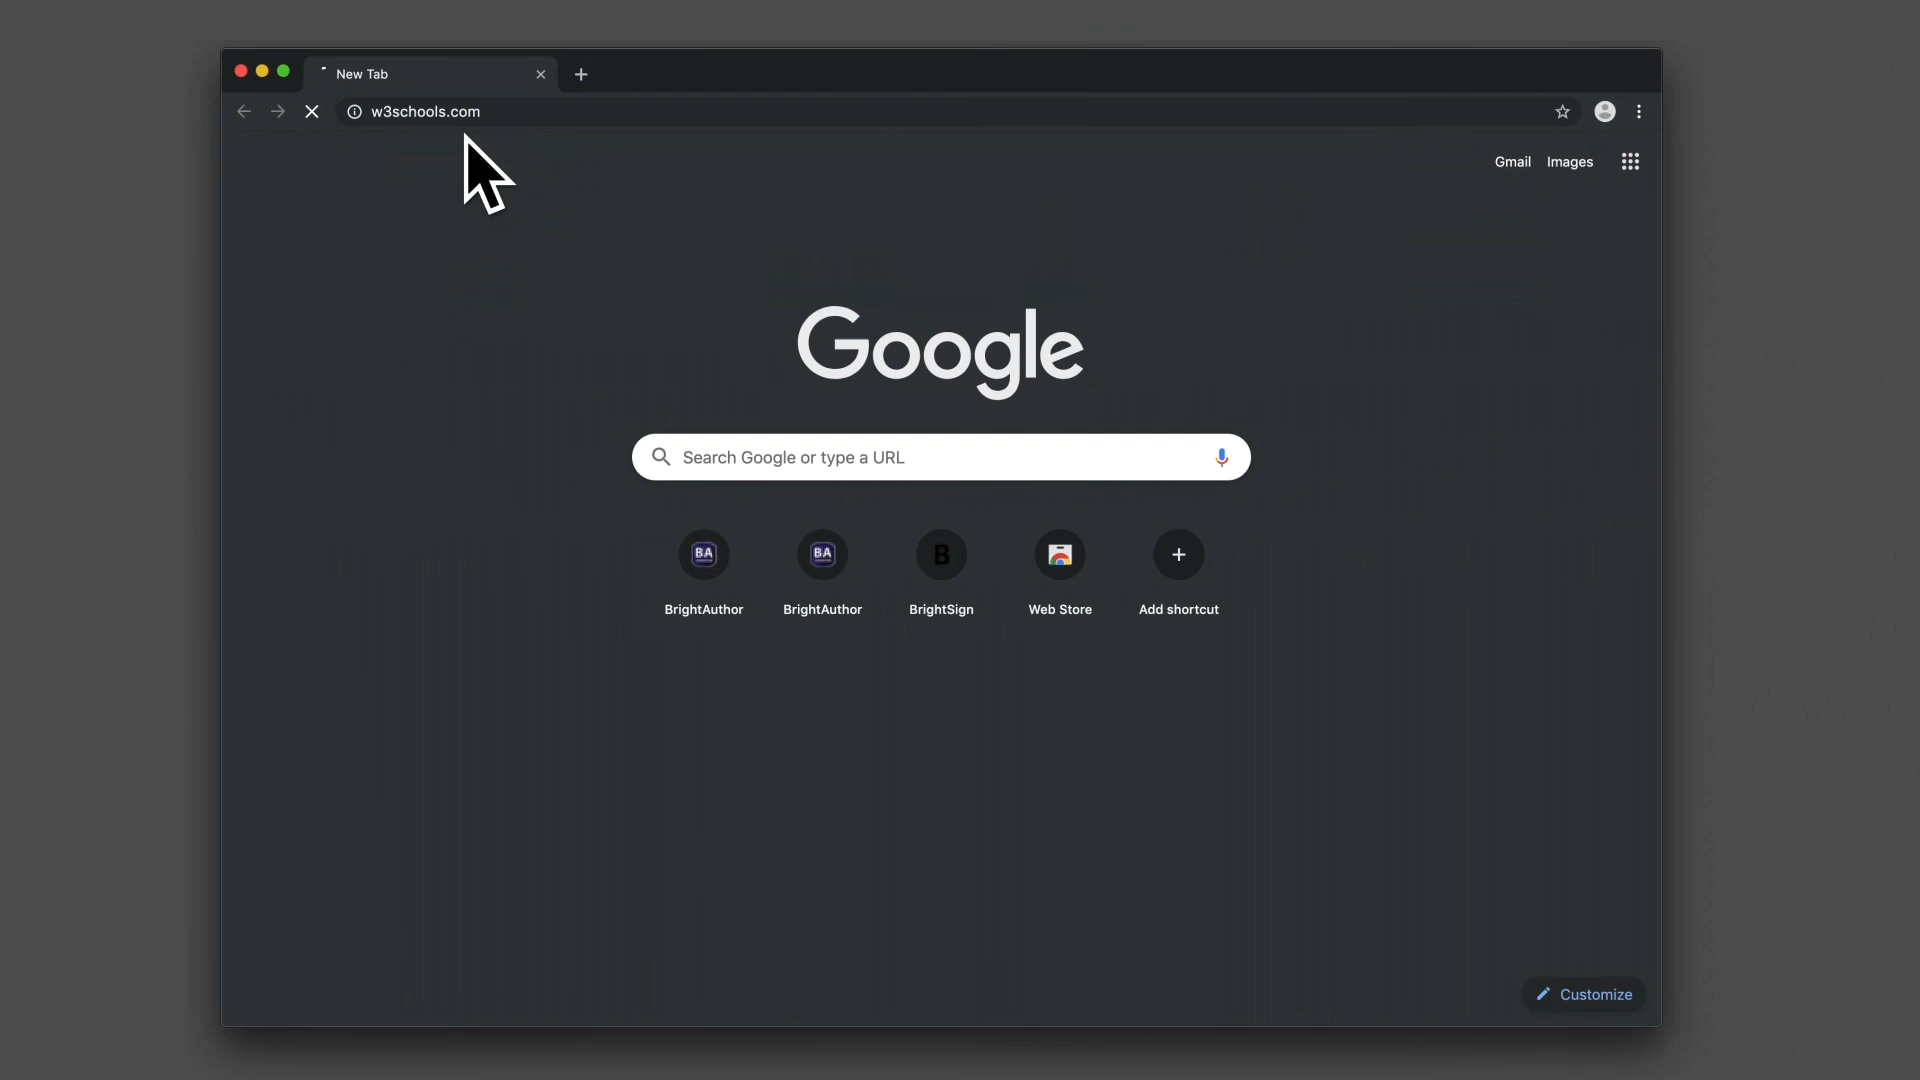 New Tab
w3schools.com
Gmail Images
Google
Search Google or type a URL
BA BA B
BrightAuthor BrightAuthor BrightSign Web Store Add shortcut
Customize